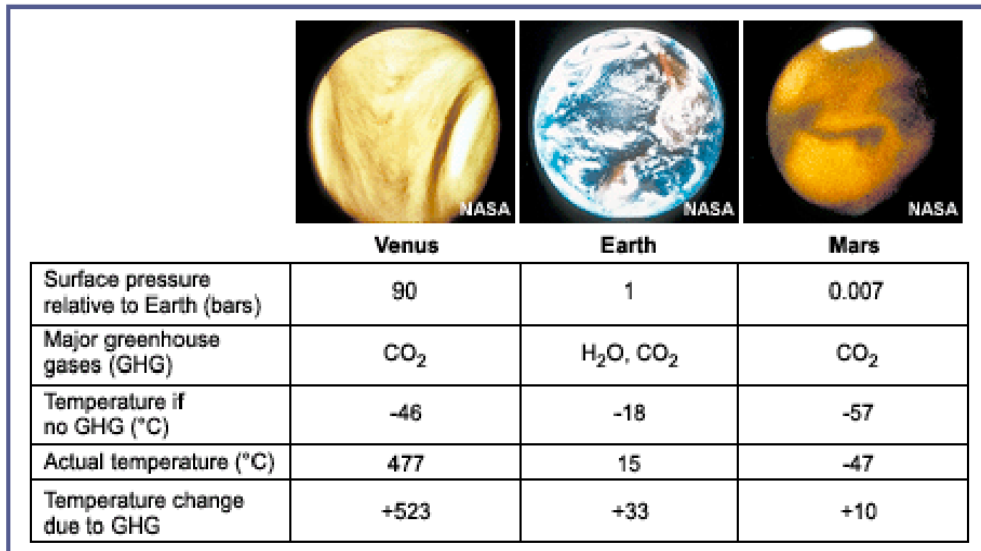 NASA NASA NASA
Venus Earth Mars
Surface pressure
relative to Earth (bars) 90 1 0.007
Major greenhouse
gases (GHG) CO₂ H₂O, CO₂ CO₂
Temperature if
no GHG (°C) -46 -18 -57
Actual temperature (°C) 477 15 -47
Temperature change
due to GHG +523 +33 +10